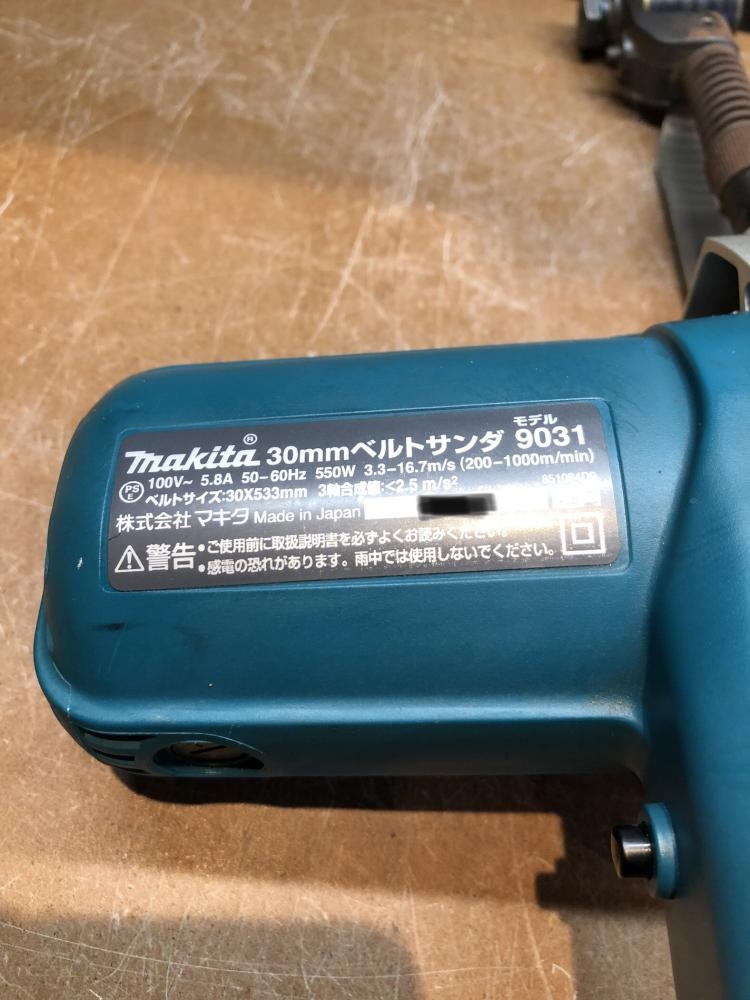 モデル
makita® 30mmベルトサンダ 9031
PS E 100V~ 5.8A 50-60Hz 550W 3.3-16.7m/s (200-1000m/min)
ベルトサイズ:30X533mm 3軸合成値:<2.5 m/s² 851084D9
株式会社 マキタ Made in Japan
警告 •ご使用前に取扱説明書を必ずよくお読みください。
•感電の恐れがあります。雨中では使用しないでください。